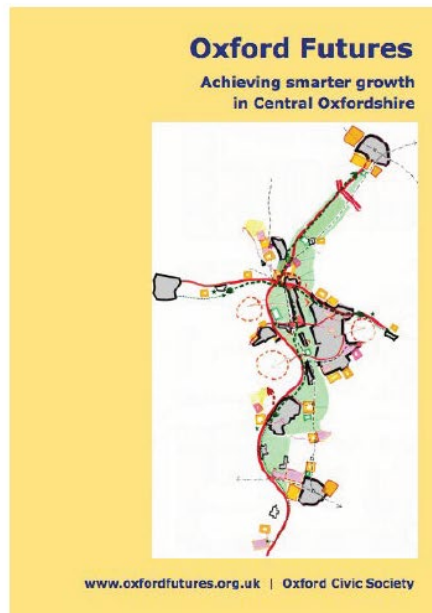 Oxford Futures
Achieving smarter growth
in Central Oxfordshire
www.oxfordfutures.org.uk | Oxford Civic Society